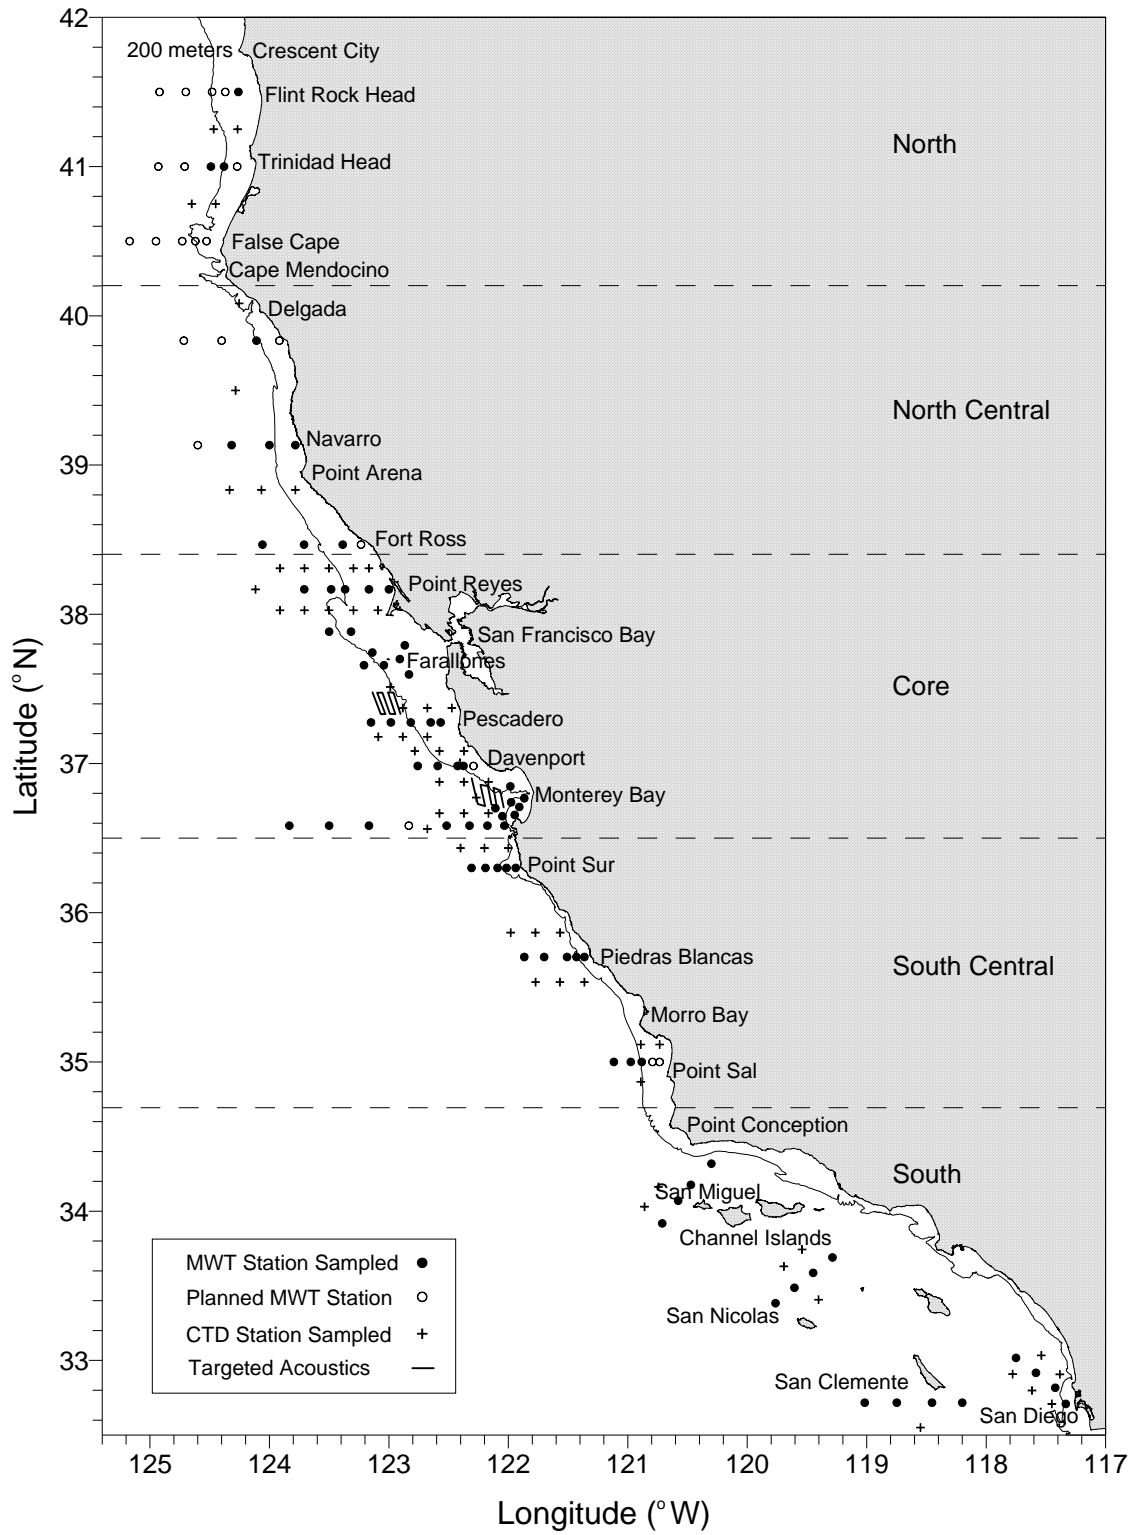 42
200 meters
Crescent City
Flint Rock Head
North
41
Trinidad Head
False Cape
Cape Mendocino
Delgada
40
North Central
Navarro
39
Point Arena
Fort Ross
Point Reyes
38
San Francisco Bay
Farallones
Core
Pescadero
37
Davenport
Monterey Bay
Point Sur
36
Piedras Blancas
South Central
Morro Bay
35
Point Sal
Point Conception
South
San Miguel
34
Channel Islands
San Nicolas
33
San Clemente
San Diego
MWT Station Sampled
Planned MWT Station
CTD Station Sampled
Targeted Acoustics
Latitude (°N)
125 124 123 122 121 120 119 118 117
Longitude (°W)